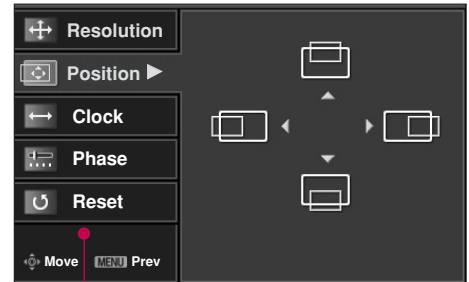 Resolution
Position
Clock
Phase
Reset
Move MENU Prev